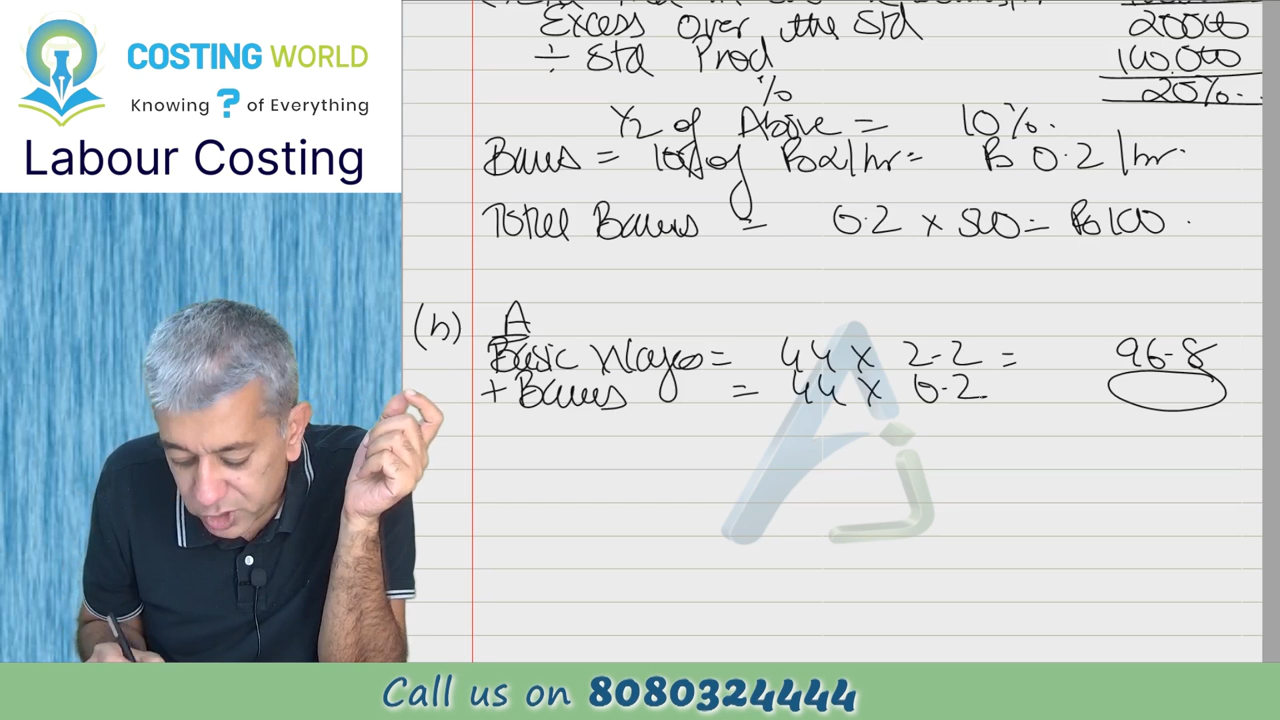 COSTING WORLD
Knowing ? of Everything
Labour Costing
Excess over the Std 20000
÷ Std Prod 100,000
% 20%.
1/2 of Above = 10%.
Bonus = 10% of Rs 2/hr = Rs 0.2/hr.
Total Bonus = 0.2 x 500 = Rs 100.
(b) A
Basic Wages = 44 x 2.2 = 96.8
+ Bonus = 44 x 0.2
Call us on 8080324444